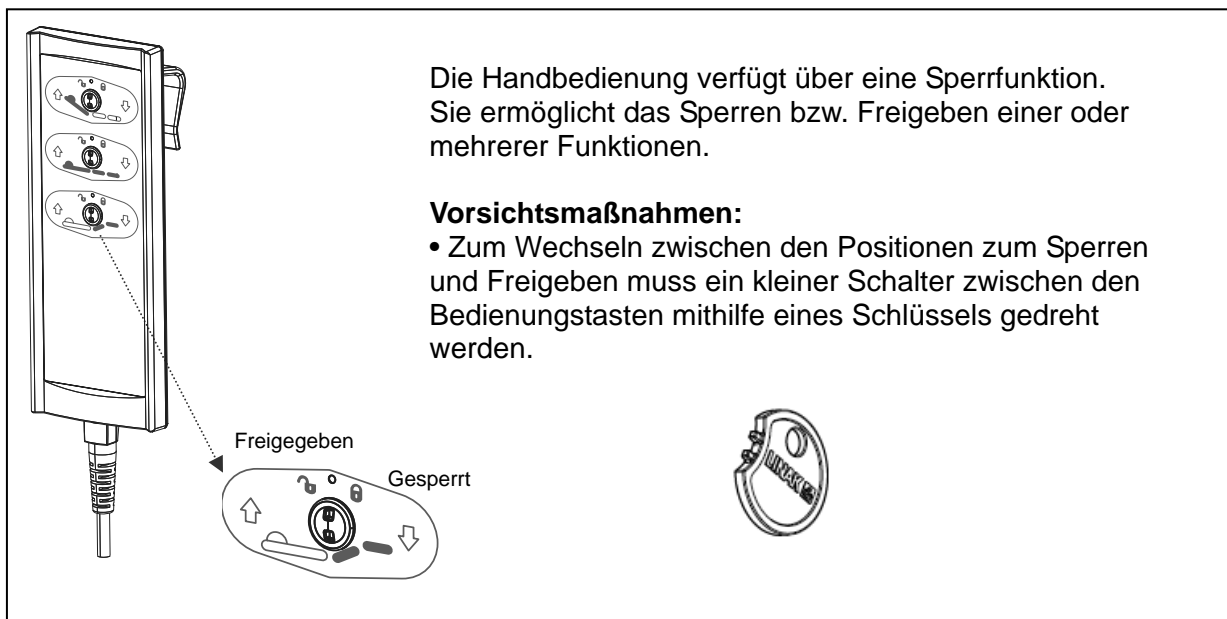 Die Handbedienung verfügt über eine Sperrfunktion.
Sie ermöglicht das Sperren bzw. Freigeben einer oder
mehrerer Funktionen.
Vorsichtsmaßnahmen:
• Zum Wechseln zwischen den Positionen zum Sperren
und Freigeben muss ein kleiner Schalter zwischen den
Bedienungstasten mithilfe eines Schlüssels gedreht
werden.
Freigegeben
Gesperrt
LINAK